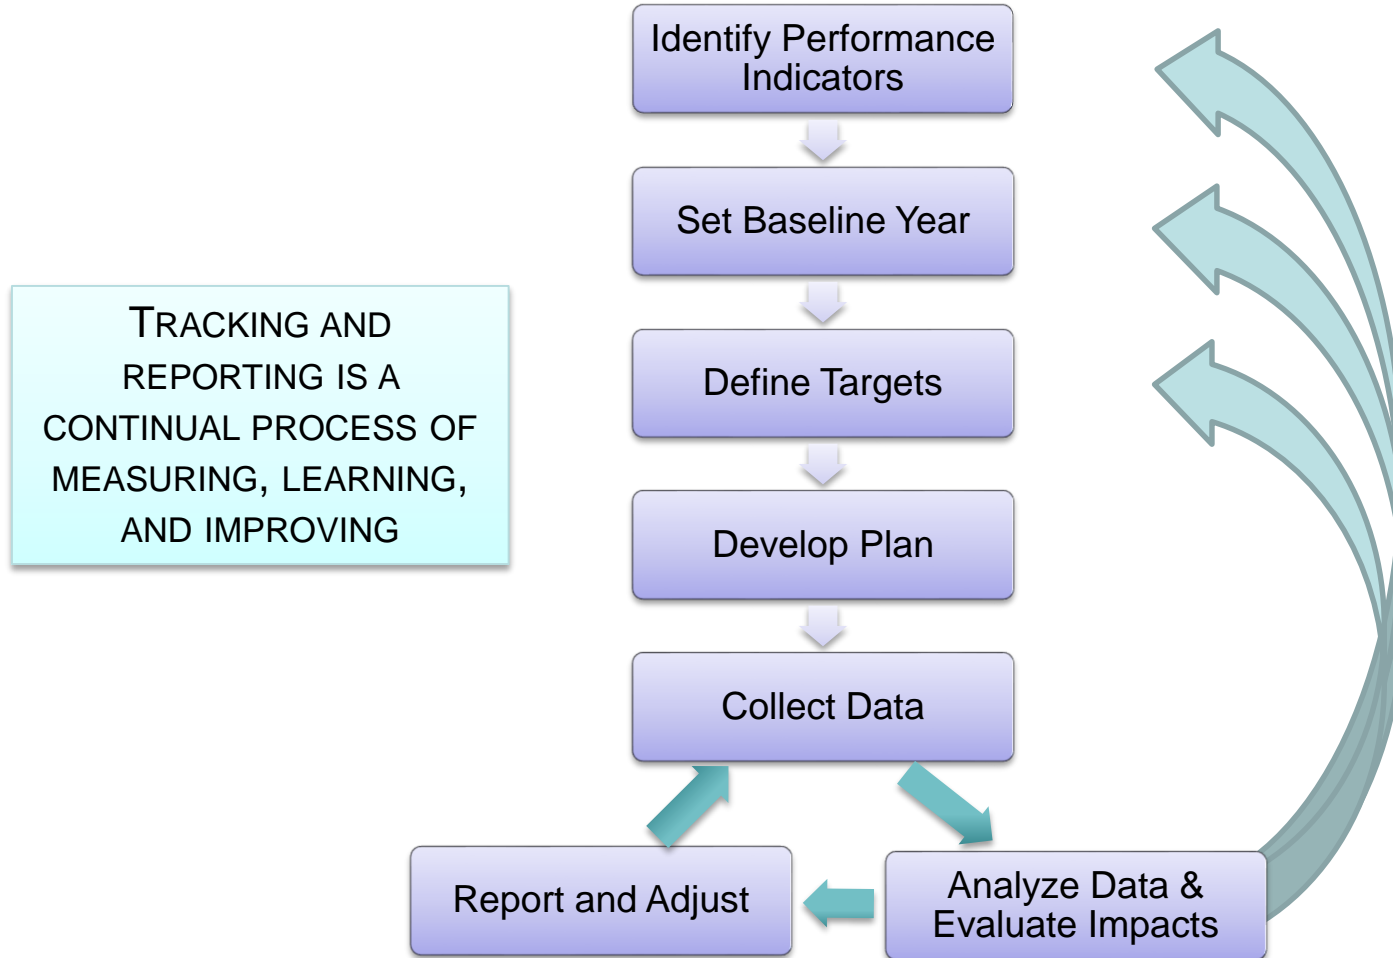 Identify Performance
Indicators
Set Baseline Year
Define Targets
TRACKING AND
REPORTING IS A
CONTINUAL PROCESS OF
MEASURING, LEARNING,
AND IMPROVING
Develop Plan
Collect Data
Report and Adjust
Analyze Data &
Evaluate Impacts